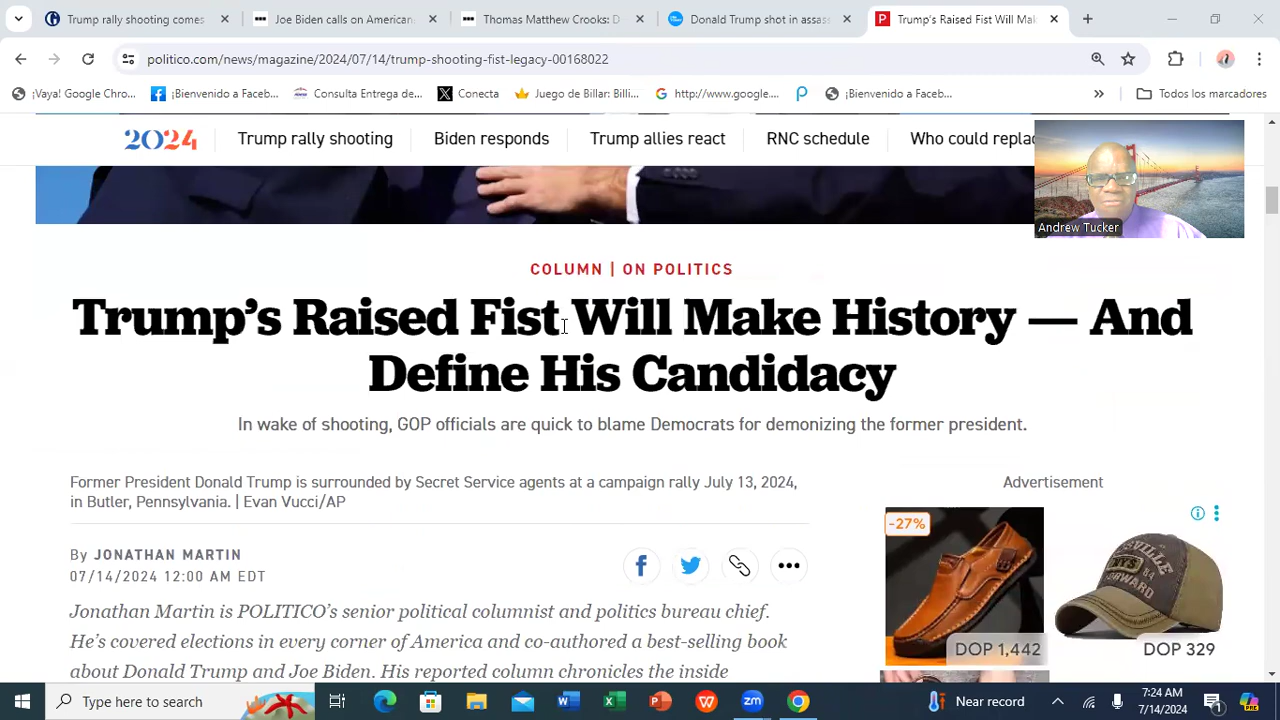 Trump rally shooting comes
Joe Biden calls on American
Thomas Matthew Crooks: D
Donald Trump shot in assas
Trump's Raised Fist Will Mak
politico.com/news/magazine/2024/07/14/trump-shooting-fist-legacy-00168022
¡Vaya! Google Chro...
¡Bienvenido a Faceb...
Consulta Entrega de...
Conecta
Juego de Billar: Billi...
http://www.google....
¡Bienvenido a Faceb...
»
Todos los marcadores
2024
Trump rally shooting
Biden responds
Trump allies react
RNC schedule
Who could replac
Andrew Tucker
COLUMN | ON POLITICS
Trump's Raised Fist Will Make History — And
Define His Candidacy
In wake of shooting, GOP officials are quick to blame Democrats for demonizing the former president.
Former President Donald Trump is surrounded by Secret Service agents at a campaign rally July 13, 2024,
in Butler, Pennsylvania. | Evan Vucci/AP
Advertisement
By JONATHAN MARTIN
07/14/2024 12:00 AM EDT
-27%
DOP 1,442
NYS 84
FORWARD
DOP 329
Jonathan Martin is POLITICO's senior political columnist and politics bureau chief.
He's covered elections in every corner of America and co-authored a best-selling book
about Donald Trump and Joe Biden. His reported column chronicles the inside
Type here to search
Near record
7:24 AM
7/14/2024